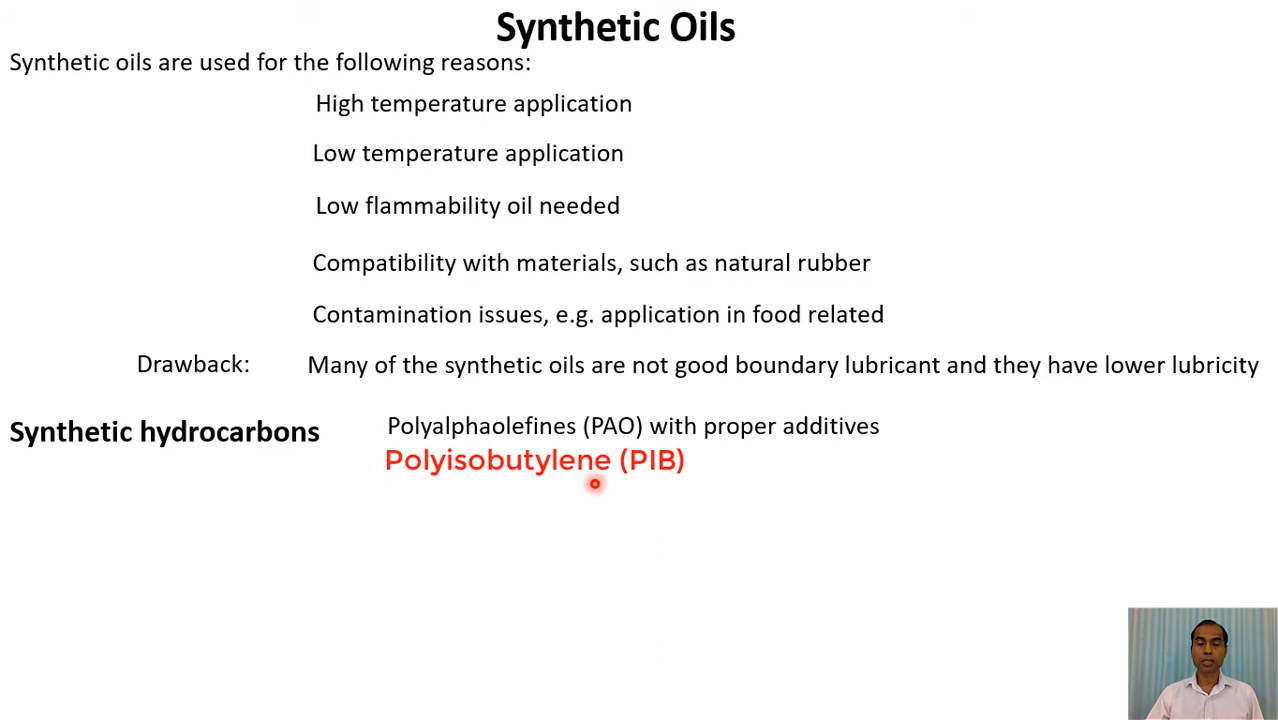 Synthetic Oils
Synthetic oils are used for the following reasons:
High temperature application
Low temperature application
Low flammability oil needed
Compatibility with materials, such as natural rubber
Contamination issues, e.g. application in food related
Drawback: Many of the synthetic oils are not good boundary lubricant and they have lower lubricity
Synthetic hydrocarbons Polyalphaolefines (PAO) with proper additives
Polyisobutylene (PIB)